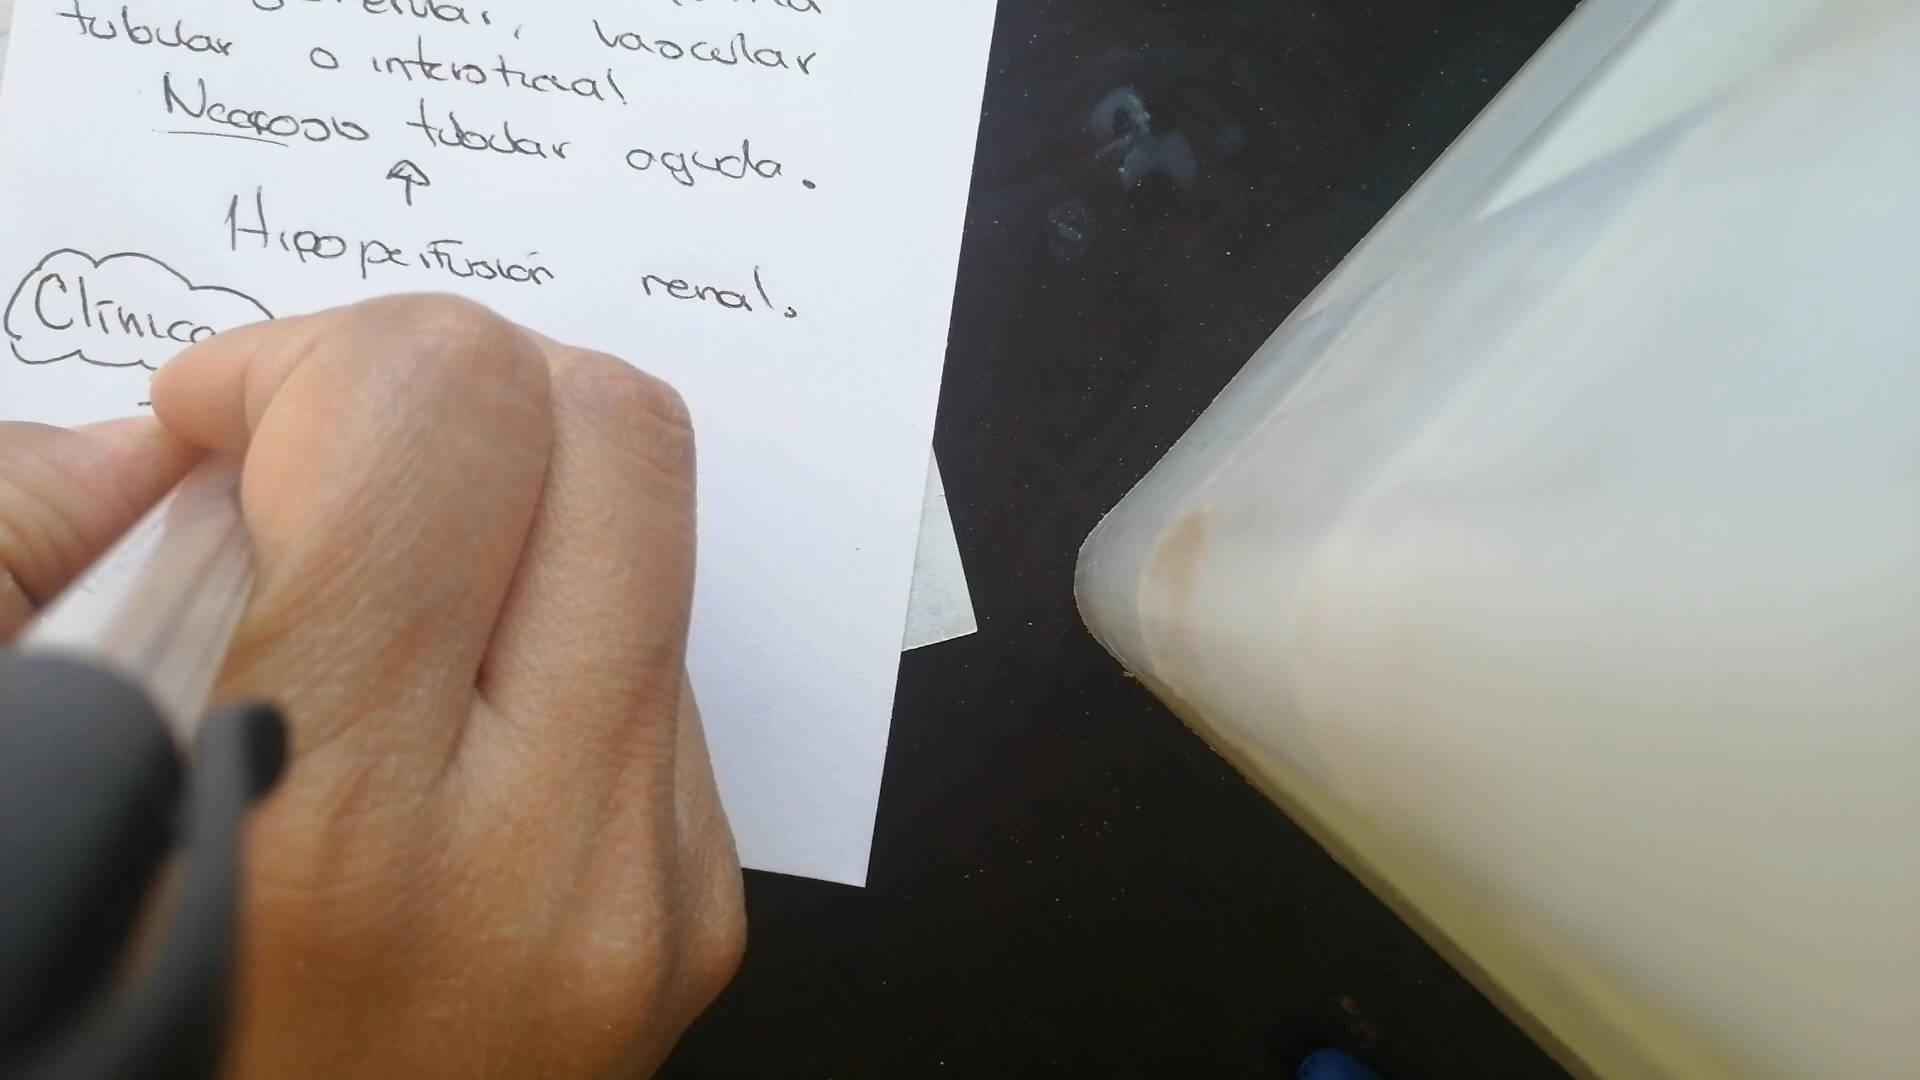 vascular
tubular o intersticial
Necrosis tubular aguda.
Hipoperfusión renal.
Clínica